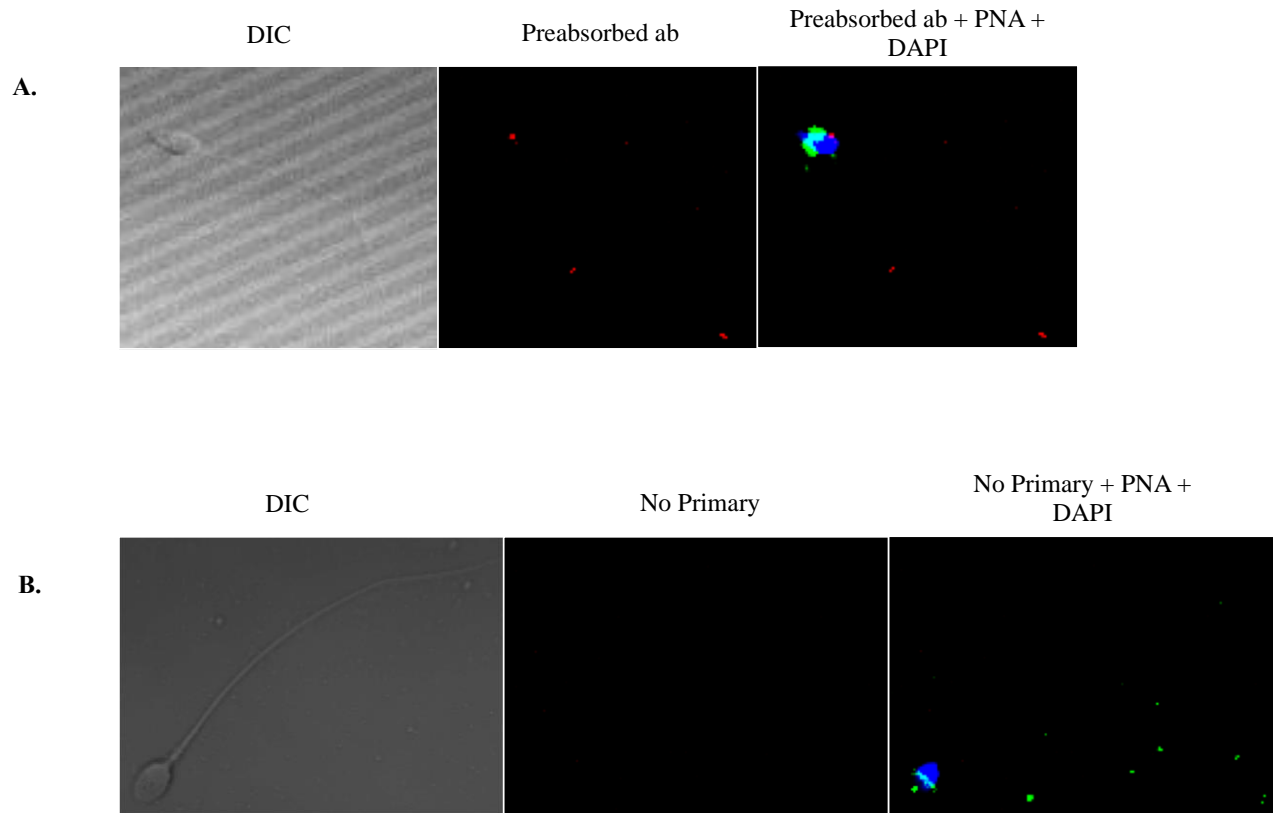 DIC
Preabsorbed ab
Preabsorbed ab + PNA +
DAPI
A.
DIC
No Primary
No Primary + PNA +
DAPI
B.